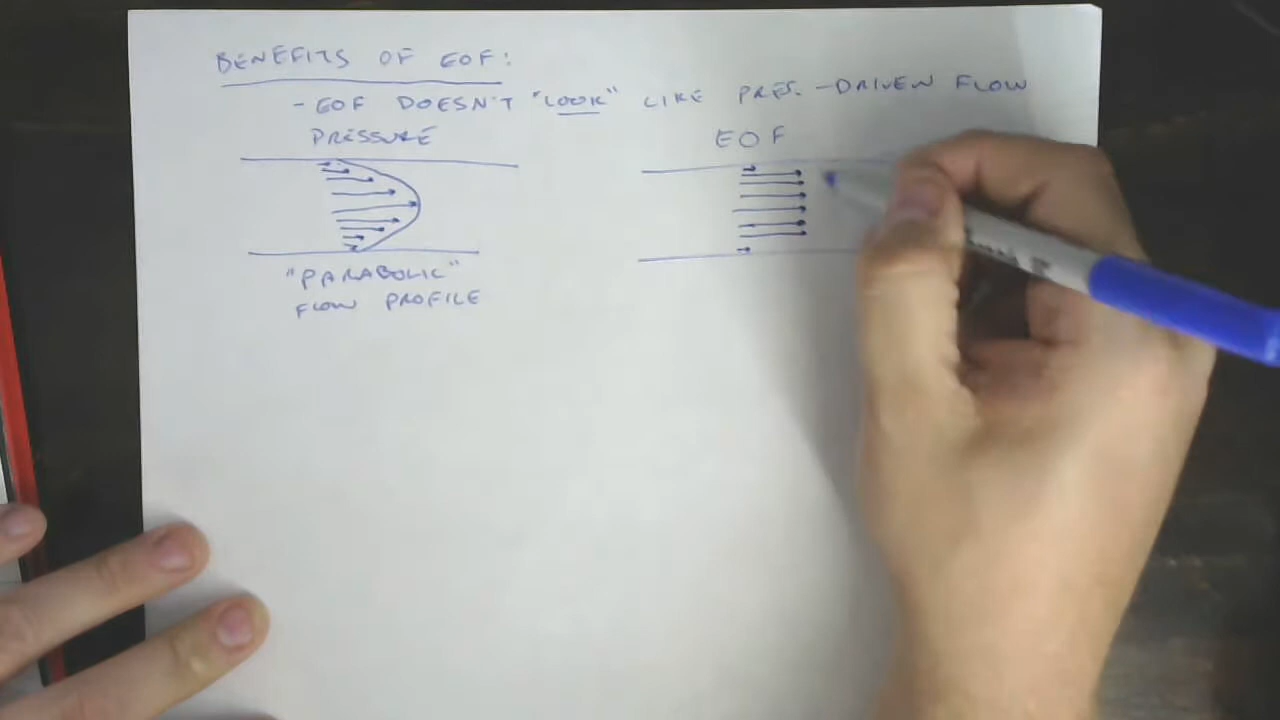 BENEFITS OF EOF:
- EOF DOESN'T "LOOK" LIKE PRES. - DRIVEN FLOW
PRESSURE
EOF
"PARABOLIC"
FLOW PROFILE